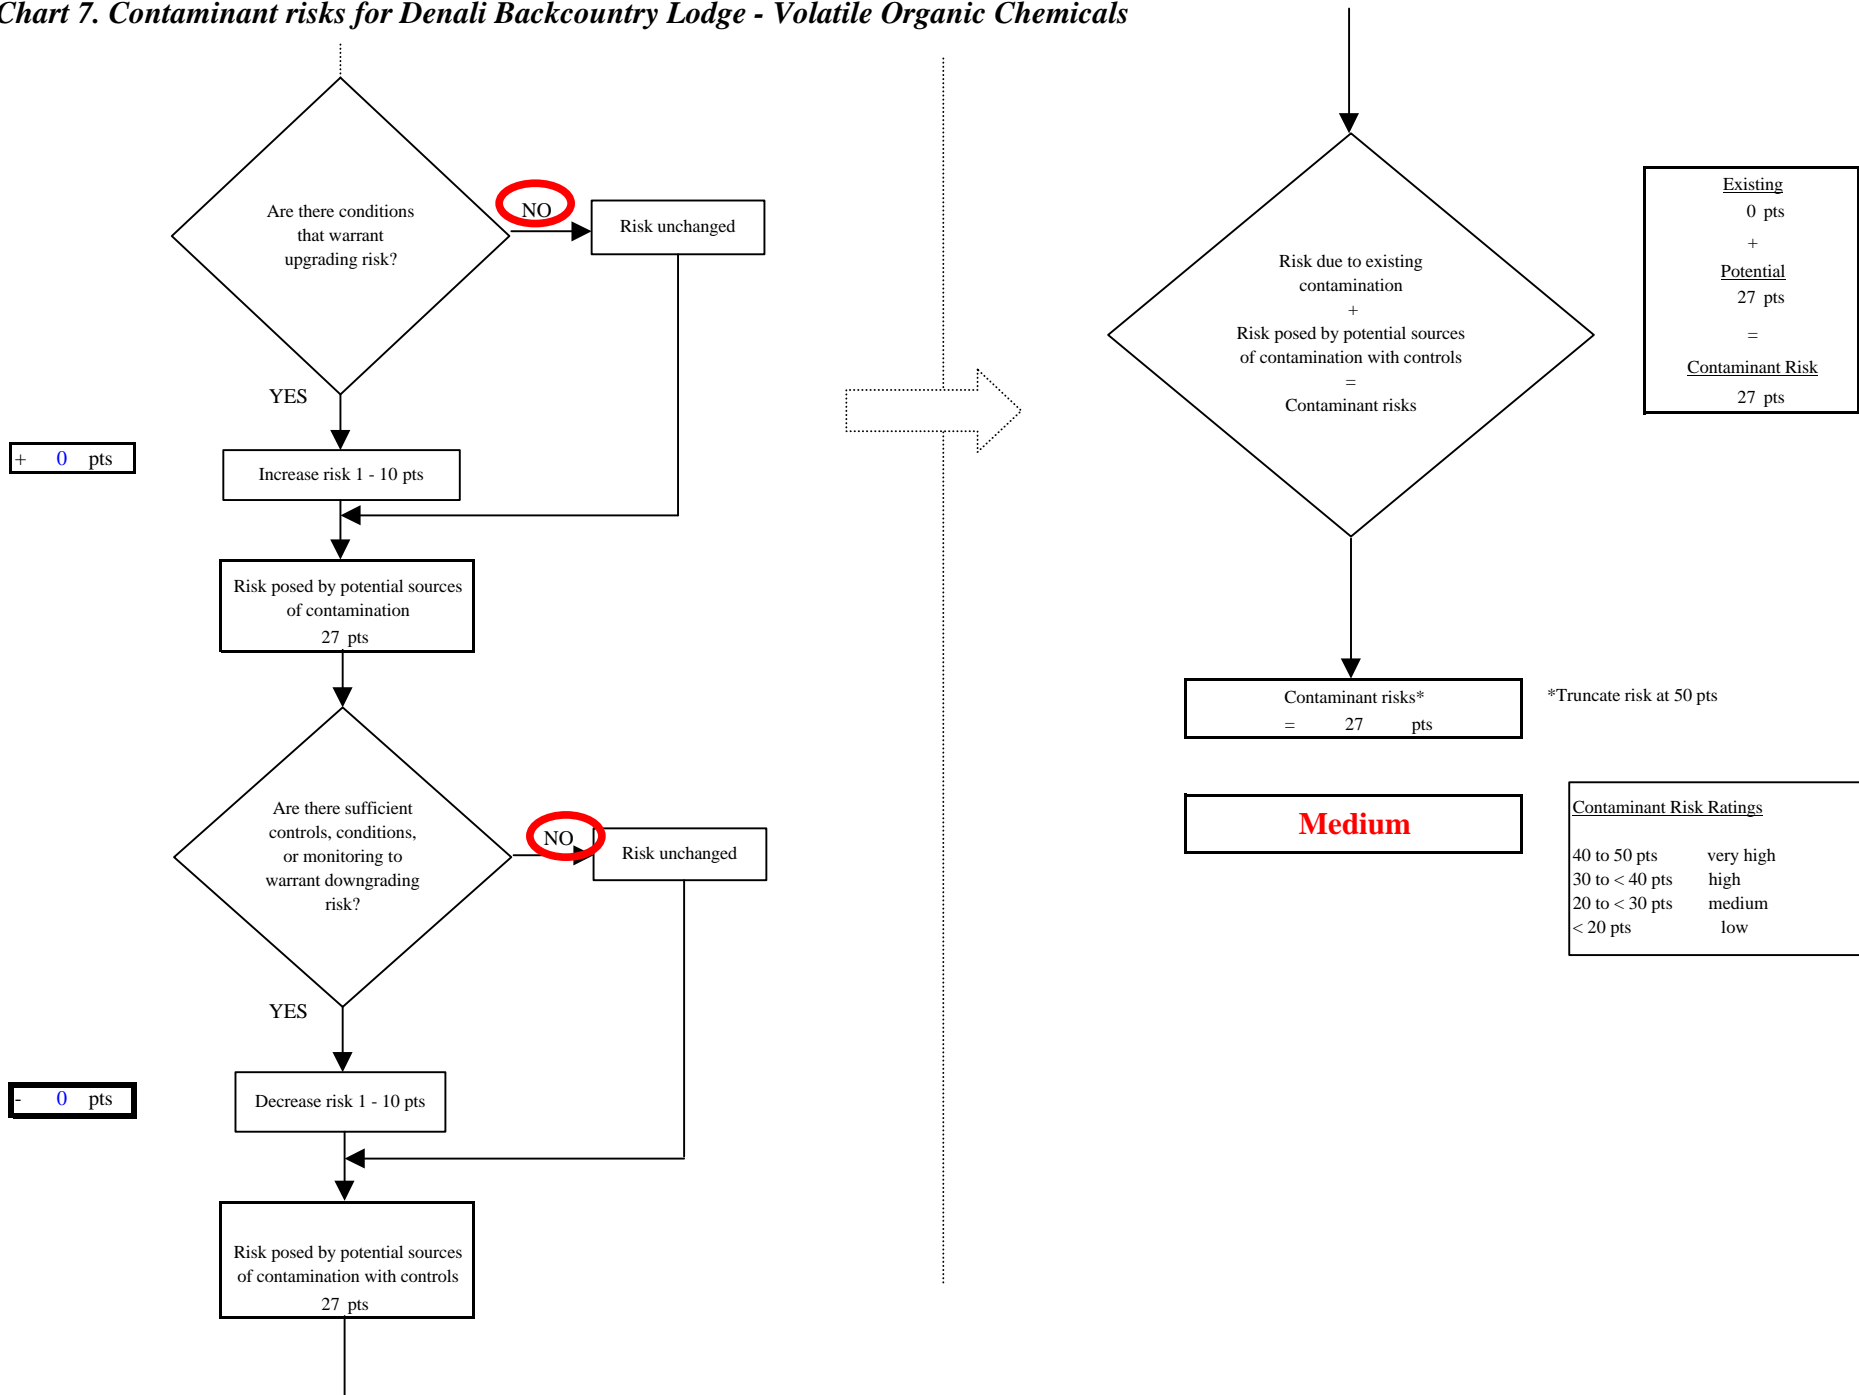 Chart 7. Contaminant risks for Denali Backcountry Lodge - Volatile Organic Chemicals
Are there conditions
that warrant
upgrading risk?
NO
Risk unchanged
YES
+ 0 pts
Increase risk 1 - 10 pts
Risk posed by potential sources
of contamination
27 pts
Are there sufficient
controls, conditions,
or monitoring to
warrant downgrading
risk?
NO
Risk unchanged
YES
- 0 pts
Decrease risk 1 - 10 pts
Risk posed by potential sources
of contamination with controls
27 pts
Risk due to existing
contamination
+
Risk posed by potential sources
of contamination with controls
=
Contaminant risks
Existing
0 pts
+
Potential
27 pts
=
Contaminant Risk
27 pts
Contaminant risks*
= 27 pts
*Truncate risk at 50 pts
Medium
Contaminant Risk Ratings
40 to 50 pts very high
30 to < 40 pts high
20 to < 30 pts medium
< 20 pts low